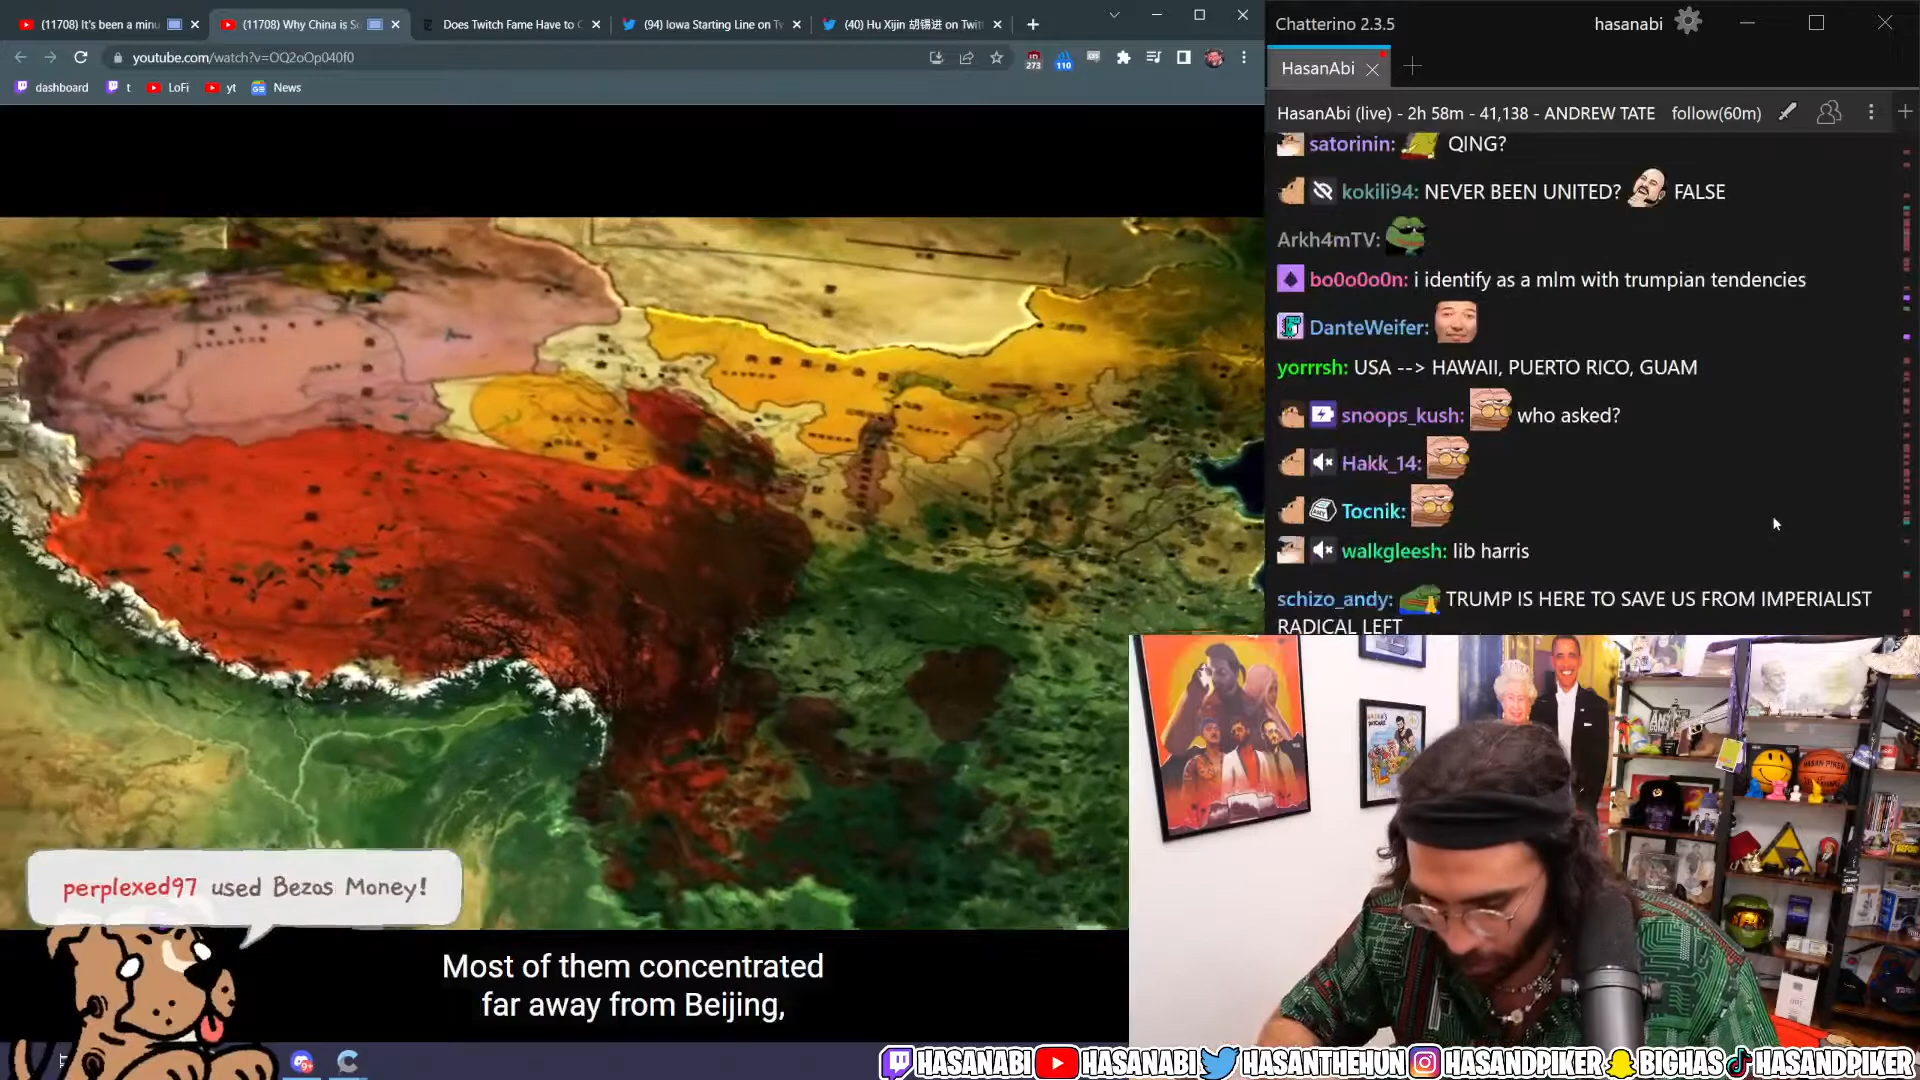 (11708) It's been a minu
(11708) Why China is So
Does Twitch Fame Have to C
(94) Iowa Starting Line on Tw
(40) Hu Xijin 胡锡进 on Twitt
youtube.com/watch?v=OQ2oOp040f0
273
110
dashboard
t
LoFi
yt
News
Chatterino 2.3.5
hasanabi
HasanAbi
HasanAbi (live) - 2h 58m - 41,138 - ANDREW TATE
follow(60m)
satorinin: QING?
kokili94: NEVER BEEN UNITED? FALSE
Arkh4mTV:
bo0o0o0n: i identify as a mlm with trumpian tendencies
DanteWeifer:
yorrrsh: USA --> HAWAII, PUERTO RICO, GUAM
snoops_kush: who asked?
Hakk_14:
Tocnik:
walkgleesh: lib harris
schizo_andy: TRUMP IS HERE TO SAVE US FROM IMPERIALIST
RADICAL LEFT
perplexed97 used Bezos Money!
Most of them concentrated
far away from Beijing,
HASANABI
HASANABI
HASANTHEHUN
HASANDPIKER
BIGHAS
HASANDPIKER